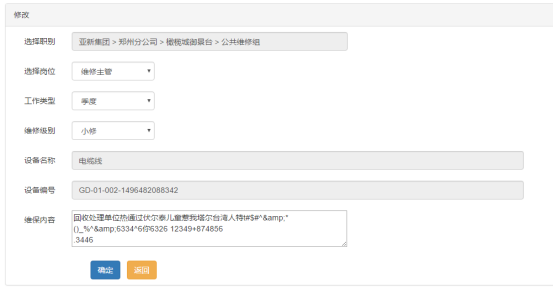 修改
选择职别 亚新集团 > 郑州分公司 > 橄榄城御景台 > 公共维修组
选择岗位 维修主管
工作类型 季度
维修级别 小修
设备名称 电缆线
设备编号 GD-01-002-1496482088342
维保内容 回收处理单位热通过伏尔泰儿童惹我塔尔台湾人特!#$#^&amp;*
()_%^&amp;6334^6你6326 12349+874856
.3446
确定 返回